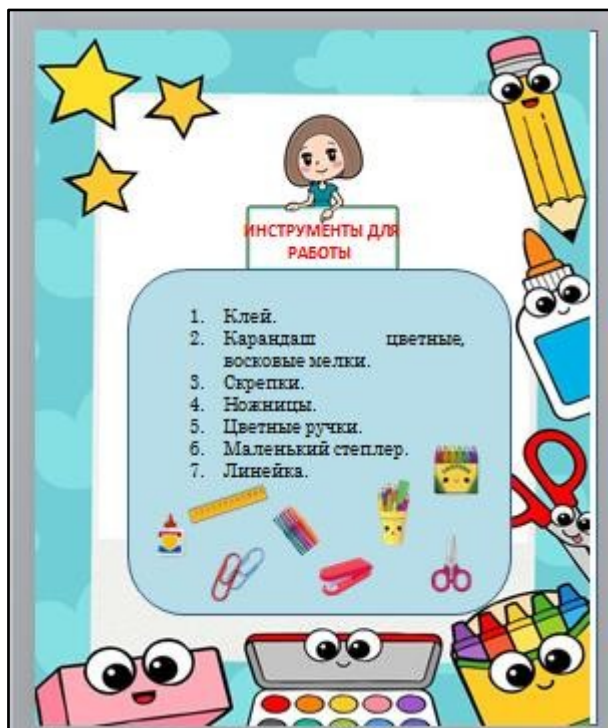 ИНСТРУМЕНТЫ ДЛЯ
РАБОТЫ
1. Клей.
2. Карандаш цветные,
восковые мелки.
3. Скрепки.
4. Ножницы.
5. Цветные ручки.
6. Маленький степлер.
7. Линейка.